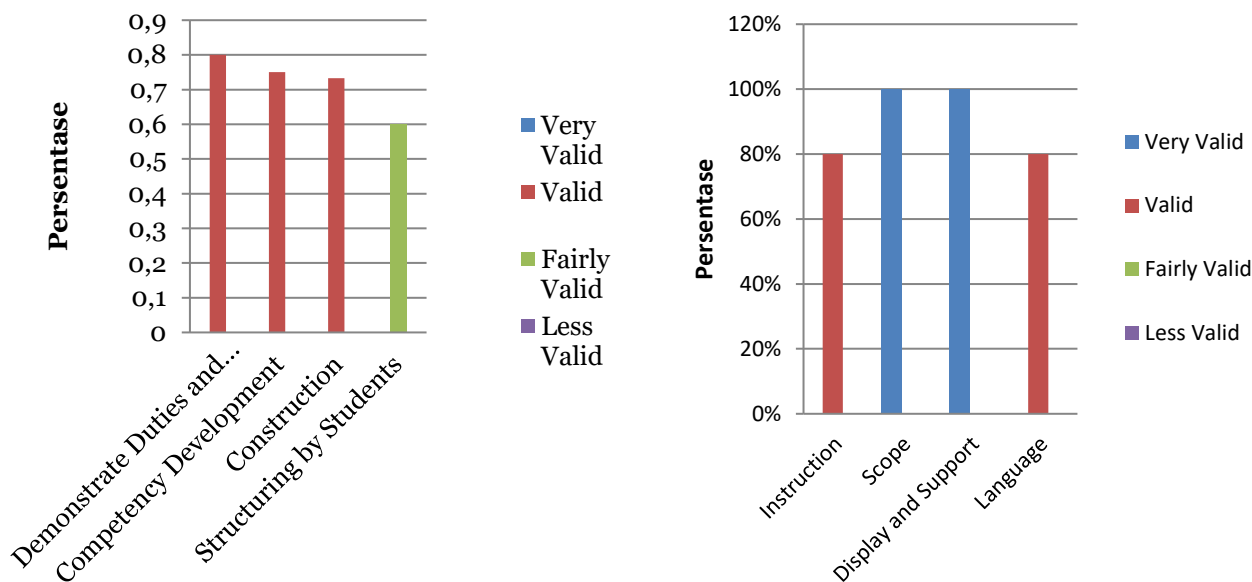 Persentase
0,9
0,8
0,7
0,6
0,5
0,4
0,3
0,2
0,1
0
Demonstrate Duties and...
Competency Development
Construction
Structuring by Students
Very
Valid
Valid
Fairly
Valid
Less
Valid
Persentase
120%
100%
80%
60%
40%
20%
0%
Instruction
Scope
Display and Support
Language
Very Valid
Valid
Fairly Valid
Less Valid